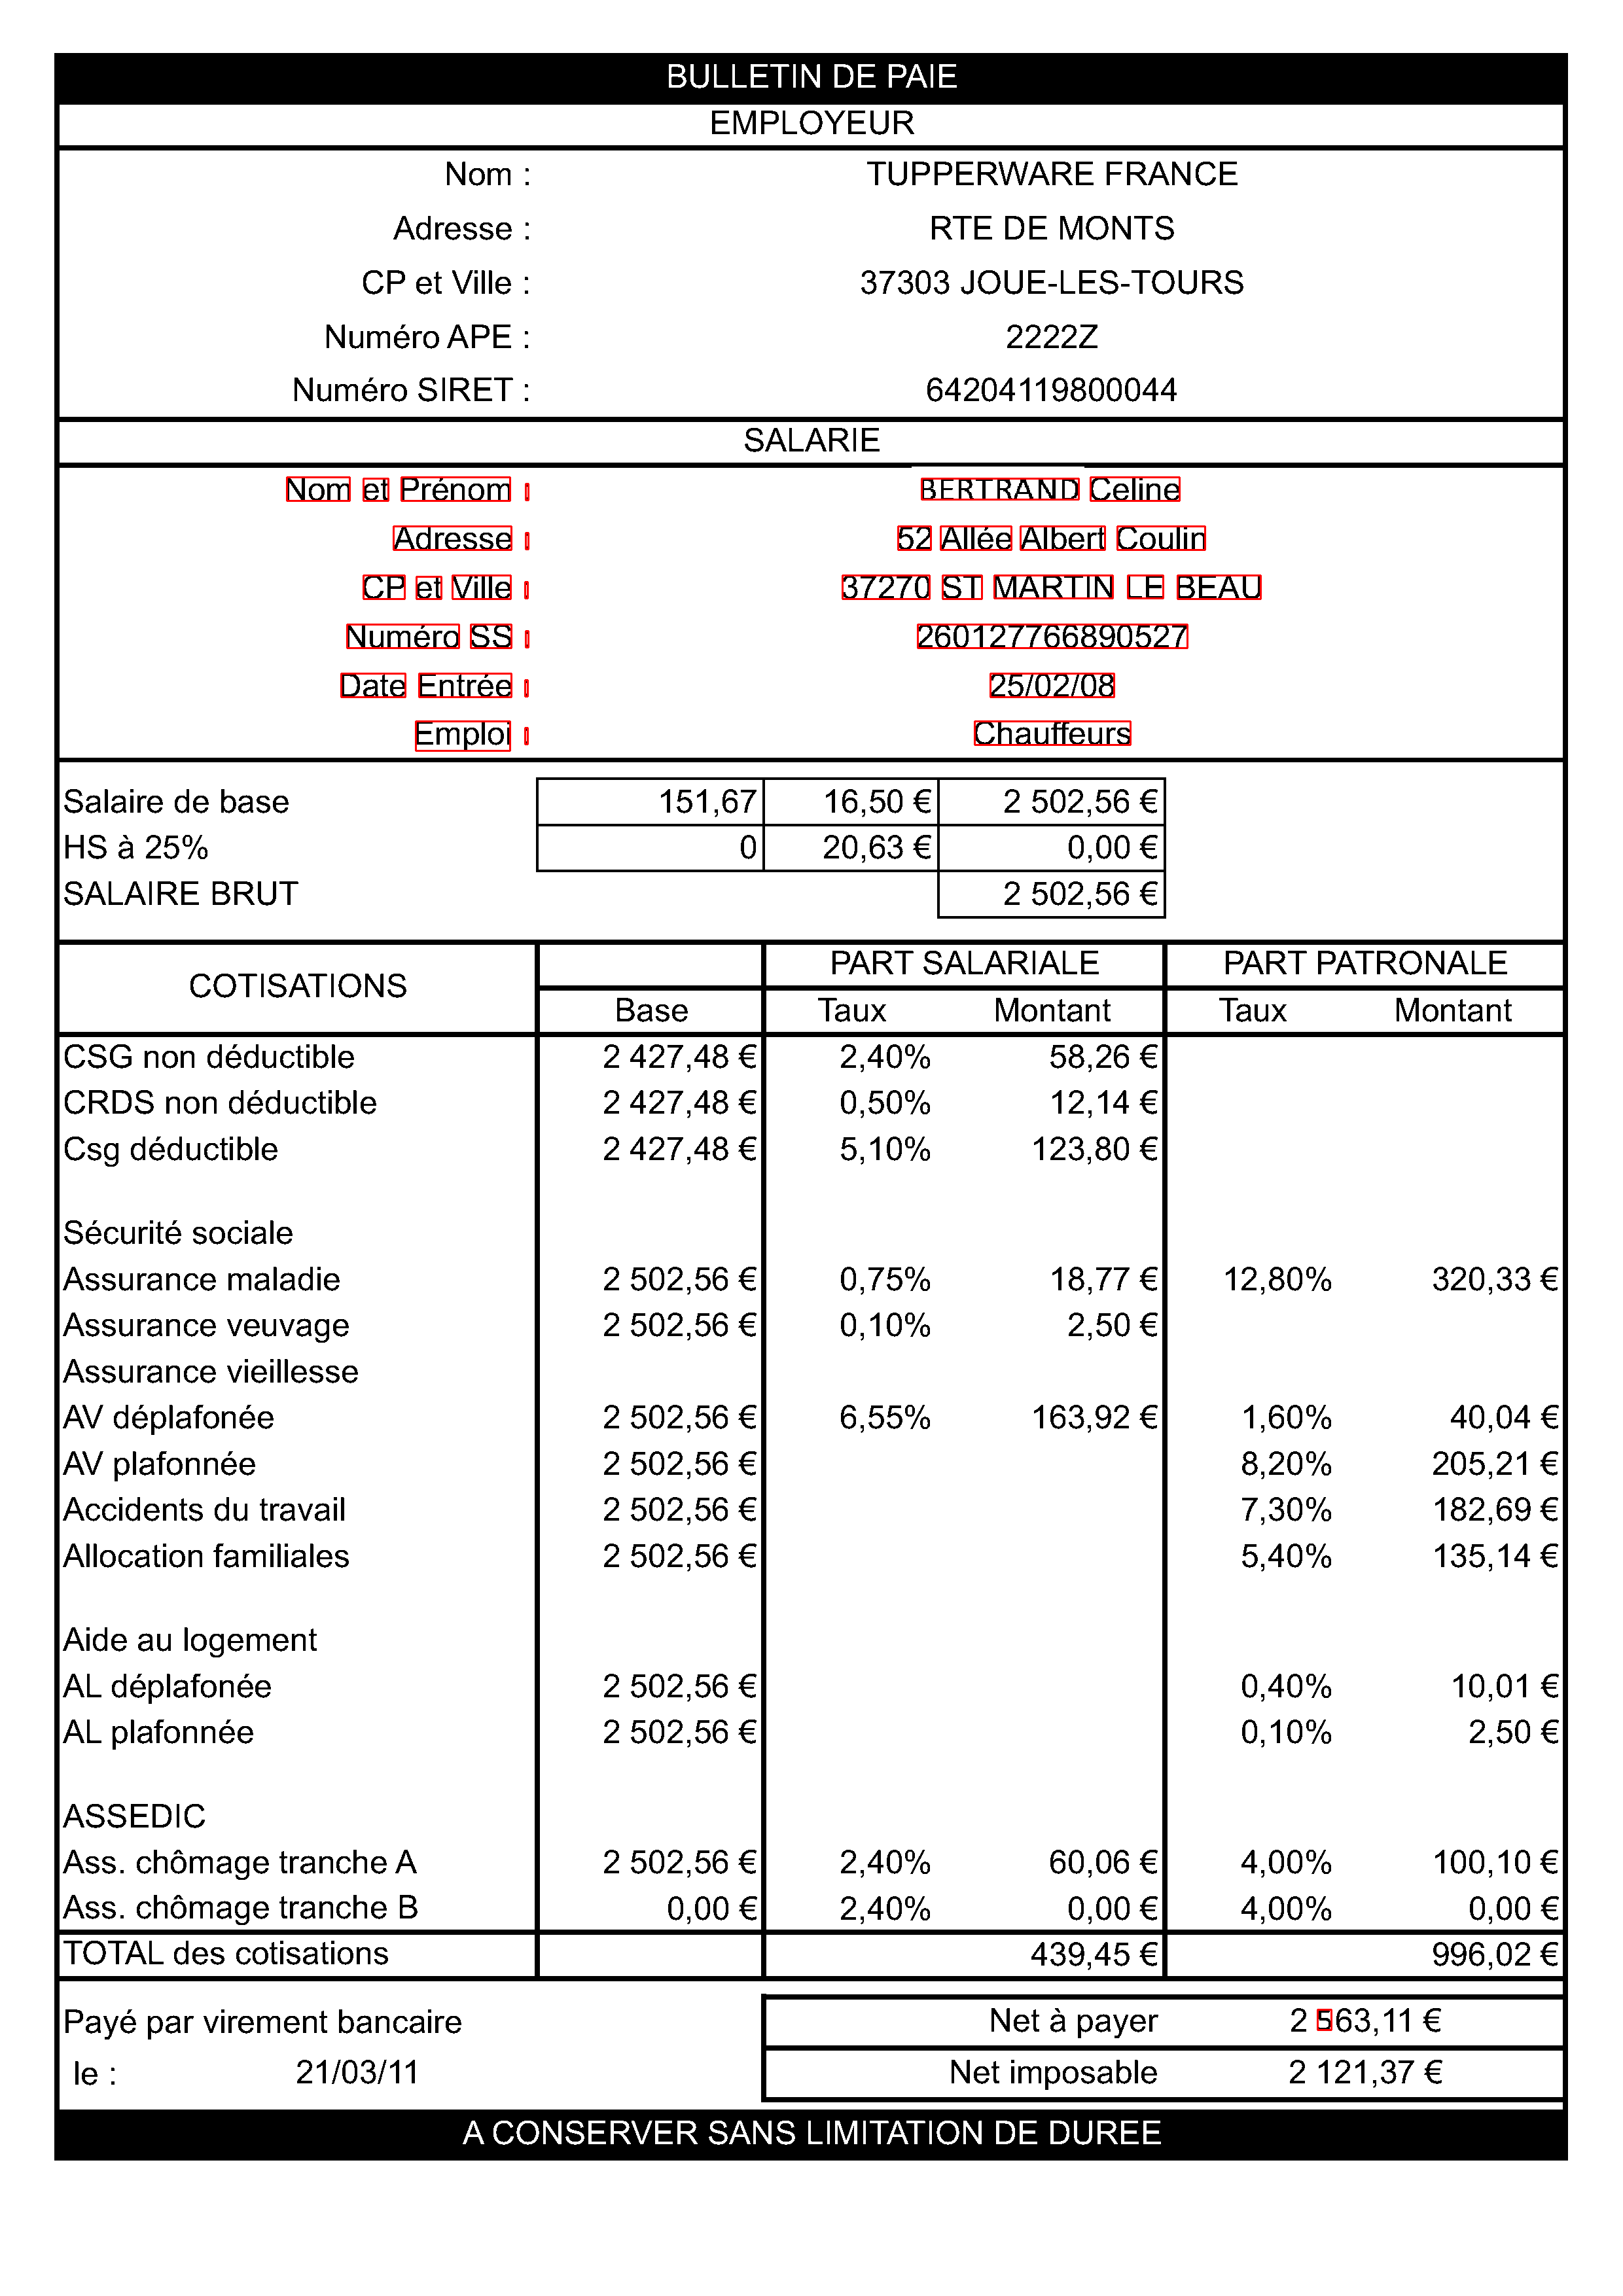 BULLETIN DE PAIE
EMPLOYEUR
Nom : TUPPERWARE FRANCE
Adresse : RTE DE MONTS
CP et Ville : 37303 JOUE-LES-TOURS
Numéro APE : 2222Z
Numéro SIRET : 64204119800044
SALARIE
Nom et Prénom : BERTRAND Celine
Adresse : 52 Allée Albert Coulin
CP et Ville : 37270 ST MARTIN LE BEAU
Numéro SS : 260127766890527
Date Entrée : 25/02/08
Emploi : Chauffeurs
Salaire de base 151,67 16,50 € 2 502,56 €
HS à 25% 0 20,63 € 0,00 €
SALAIRE BRUT 2 502,56 €
COTISATIONS PART SALARIALE PART PATRONALE
Base Taux Montant Taux Montant
CSG non déductible 2 427,48 € 2,40% 58,26 €
CRDS non déductible 2 427,48 € 0,50% 12,14 €
Csg déductible 2 427,48 € 5,10% 123,80 €
Sécurité sociale
Assurance maladie 2 502,56 € 0,75% 18,77 € 12,80% 320,33 €
Assurance veuvage 2 502,56 € 0,10% 2,50 €
Assurance vieillesse
AV déplafonée 2 502,56 € 6,55% 163,92 € 1,60% 40,04 €
AV plafonnée 2 502,56 € 8,20% 205,21 €
Accidents du travail 2 502,56 € 7,30% 182,69 €
Allocation familiales 2 502,56 € 5,40% 135,14 €
Aide au logement
AL déplafonée 2 502,56 € 0,40% 10,01 €
AL plafonnée 2 502,56 € 0,10% 2,50 €
ASSEDIC
Ass. chômage tranche A 2 502,56 € 2,40% 60,06 € 4,00% 100,10 €
Ass. chômage tranche B 0,00 € 2,40% 0,00 € 4,00% 0,00 €
TOTAL des cotisations 439,45 € 996,02 €
Payé par virement bancaire Net à payer 2 563,11 €
le : 21/03/11 Net imposable 2 121,37 €
A CONSERVER SANS LIMITATION DE DUREE